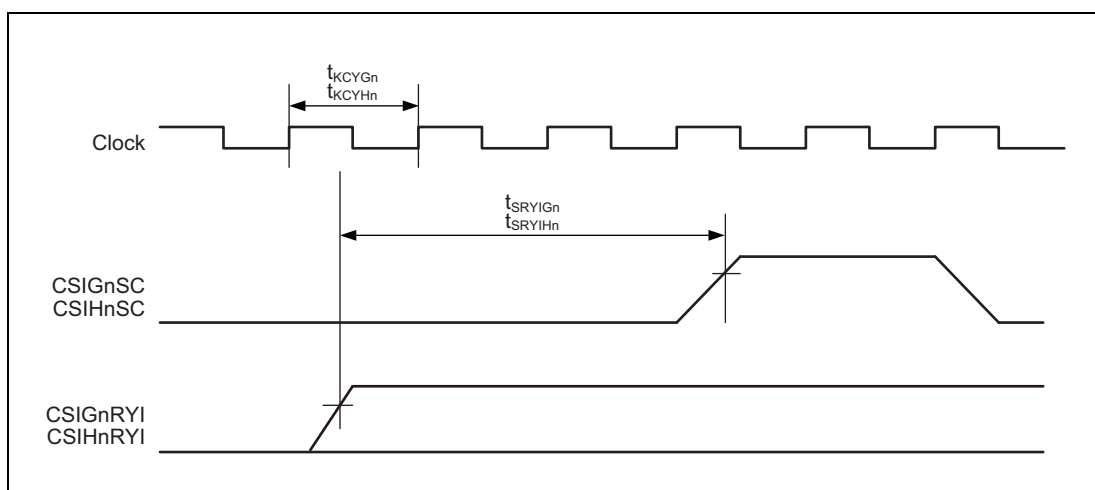 tKCYGn
tKCYHn
Clock
tSRYIGn
tSRYIHn
CSIGnSC
CSIHnSC
CSIGnRYI
CSIHnRYI